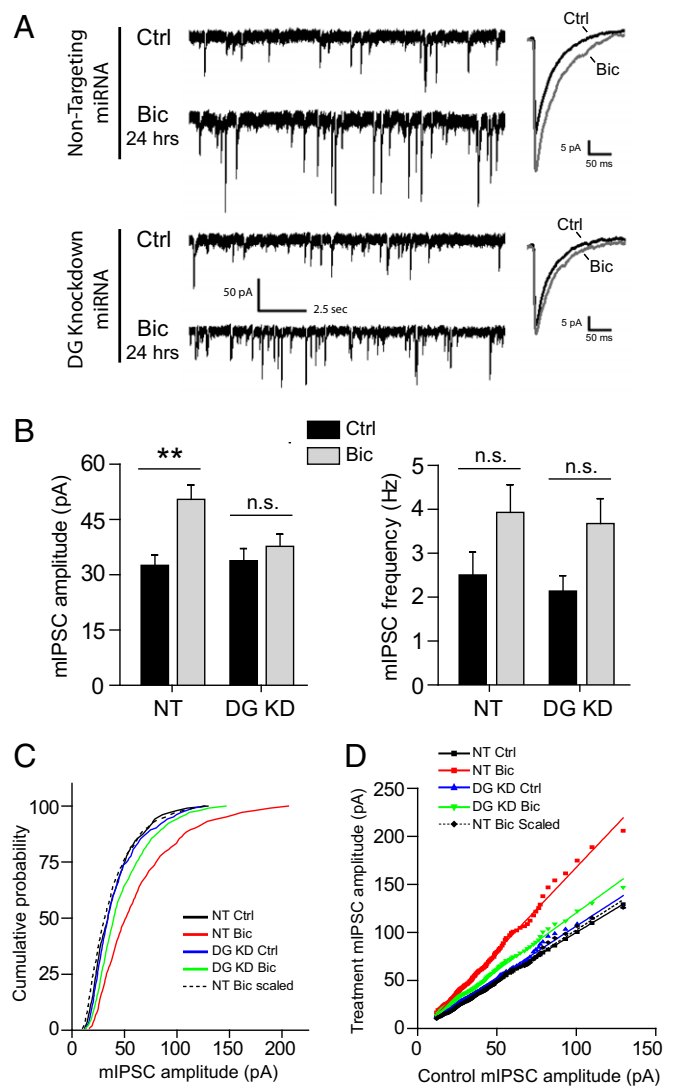 A
Non-Targeting
miRNA
Ctrl
Bic
24 hrs
Ctrl
Bic
5 pA
50 ms
DG Knockdown
miRNA
Ctrl
50 pA
2.5 sec
Bic
24 hrs
Ctrl
Bic
5 pA
50 ms
B
Ctrl
Bic
mIPSC amplitude (pA)
60
45
30
15
0
**
n.s.
NT
DG KD
mIPSC frequency (Hz)
5
4
3
2
1
0
n.s.
n.s.
NT
DG KD
C
Cumulative probability
100
75
50
25
0
NT Ctrl
NT Bic
DG KD Ctrl
DG KD Bic
NT Bic scaled
0 50 100 150 200
mIPSC amplitude (pA)
D
NT Ctrl
NT Bic
DG KD Ctrl
DG KD Bic
NT Bic Scaled
Treatment mIPSC amplitude (pA)
250
200
150
100
50
0
0 50 100 150
Control mIPSC amplitude (pA)